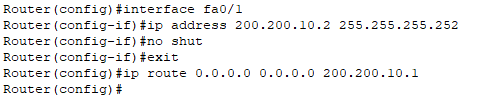 Router(config)#interface fa0/1
Router(config-if)#ip address 200.200.10.2 255.255.255.252
Router(config-if)#no shut
Router(config-if)#exit
Router(config)#ip route 0.0.0.0 0.0.0.0 200.200.10.1
Router(config)#